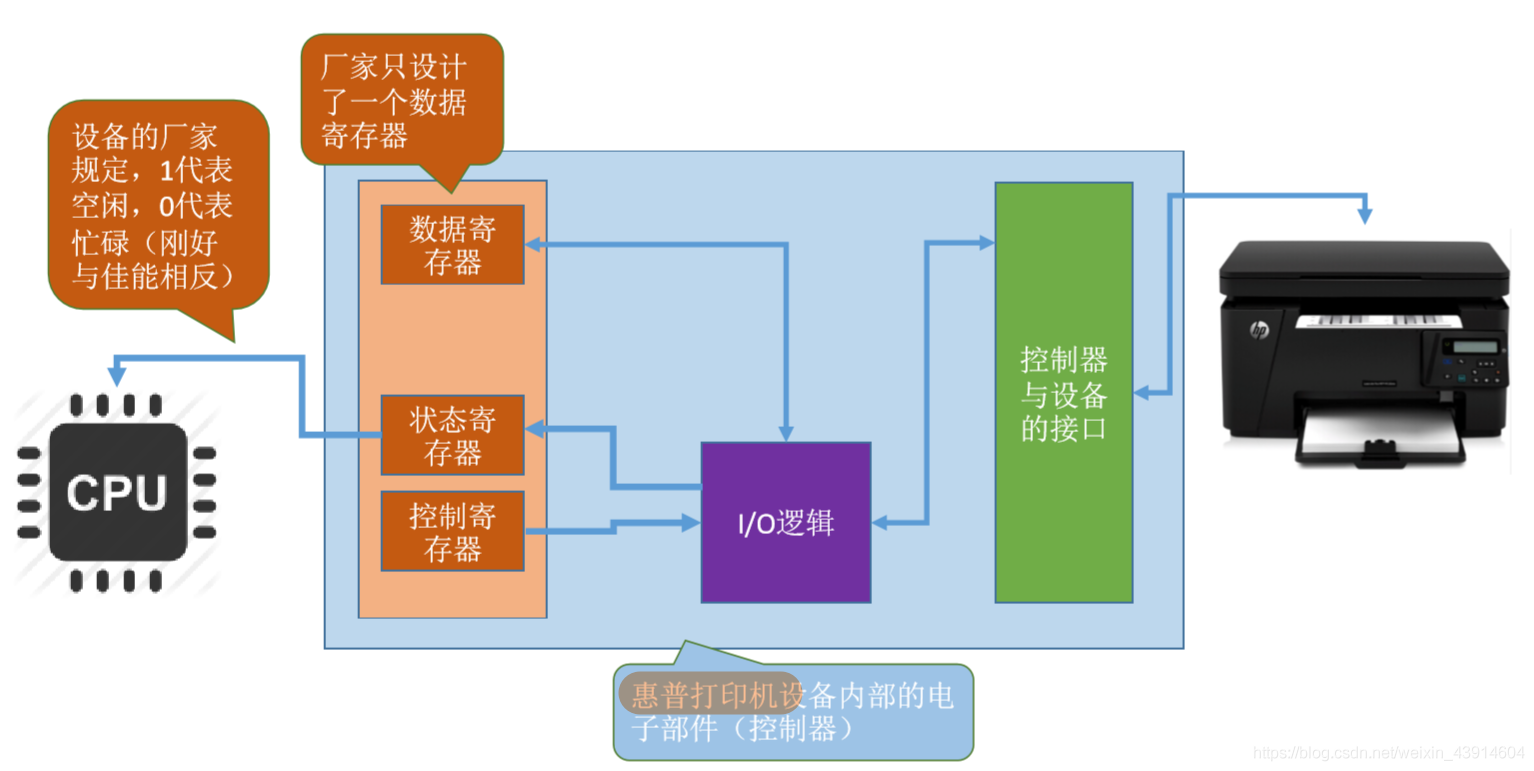 厂家只设计
了一个数据
寄存器
设备的厂家
规定，1代表
空闲，0代表
忙碌（刚好
与佳能相反）
数据寄
存器
状态寄
存器
控制寄
存器
CPU
I/O逻辑
控制器
与设备
的接口
hp
惠普打印机设备内部的电
子部件（控制器）
https://blog.csdn.net/weixin_43914604